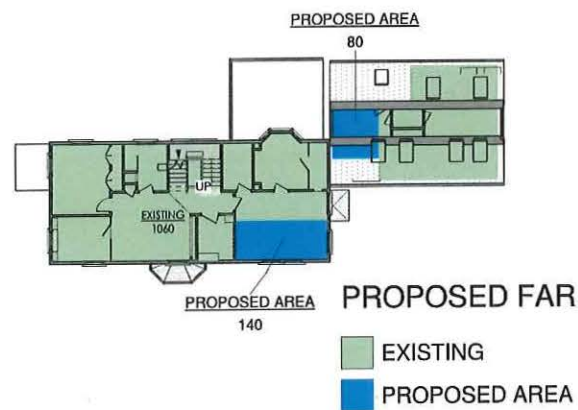 PROPOSED AREA
80
UP
EXISTING
1060
PROPOSED AREA
140
PROPOSED FAR
EXISTING
PROPOSED AREA